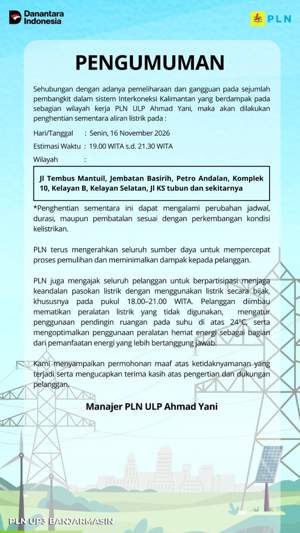 Danantara
Indonesia
PLN
PENGUMUMAN
Sehubungan dengan adanya pemeliharaan dan gangguan pada sejumlah
pembangkit dalam sistem Interkoneksi Kalimantan yang berdampak pada
sebagian wilayah kerja PLN ULP Ahmad Yani, maka akan dilakukan
penghentian sementara aliran listrik pada :
Hari/Tanggal : Senin, 16 November 2026
Estimasi Waktu : 19.00 WITA s.d. 21.30 WITA
Wilayah :
Jl Tembus Mantuil, Jembatan Basirih, Petro Andalan, Komplek
10, Kelayan B, Kelayan Selatan, Jl KS tubun dan sekitarnya
*Penghentian sementara ini dapat mengalami perubahan jadwal,
durasi, maupun pembatalan sesuai dengan perkembangan kondisi
kelistrikan.
PLN terus mengerahkan seluruh sumber daya untuk mempercepat
proses pemulihan dan meminimalkan dampak kepada pelanggan.
PLN juga mengajak seluruh pelanggan untuk berpartisipasi menjaga
keandalan pasokan listrik dengan menggunakan listrik secara bijak,
khususnya pada pukul 18.00–21.00 WITA. Pelanggan diimbau
mematikan peralatan listrik yang tidak digunakan, mengatur
penggunaan pendingin ruangan pada suhu di atas 24°C, serta
mengoptimalkan penggunaan peralatan hemat energi sebagai bagian
dari pemanfaatan energi yang lebih bertanggung jawab.
Kami menyampaikan permohonan maaf atas ketidaknyamanan yang
terjadi serta mengucapkan terima kasih atas pengertian dan dukungan
pelanggan.
Manajer PLN ULP Ahmad Yani
PLN UP3 BANJARMASIN